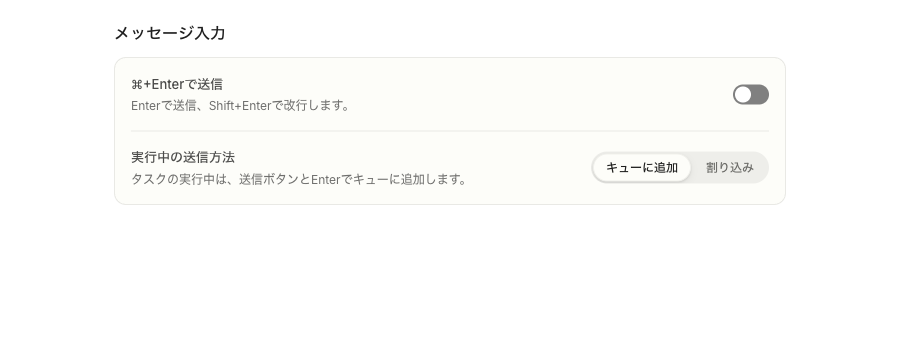 メッセージ入力
⌘+Enterで送信
Enterで送信、Shift+Enterで改行します。
実行中の送信方法
タスクの実行中は、送信ボタンとEnterでキューに追加します。
キューに追加 割り込み